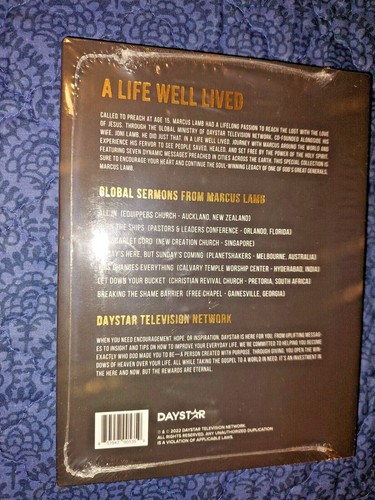 A LIFE WELL LIVED
CALLED TO PREACH AT AGE 15, MARCUS LAMB HAD A LIFELONG PASSION TO REACH THE LOST WITH THE LOVE
OF JESUS. THROUGH THE GLOBAL MINISTRY OF DAYSTAR TELEVISION NETWORK, CO-FOUNDED ALONGSIDE HIS
WIFE, JONI LAMB, HE DID JUST THAT IN A LIFE WELL LIVED. JOURNEY WITH MARCUS AROUND THE WORLD AND
EXPERIENCE HIS FERVOR TO SEE PEOPLE SAVED, HEALED, AND SET FREE BY THE POWER OF THE HOLY SPIRIT.
FEATURING SEVEN DYNAMIC MESSAGES PREACHED IN CITIES ACROSS THE EARTH, THIS SPECIAL COLLECTION IS
SURE TO ENCOURAGE YOUR HEART AND CONTINUE THE SOUL-WINNING LEGACY OF ONE OF GOD'S GREAT GENERALS,
MARCUS LAMB.
GLOBAL SERMONS FROM MARCUS LAMB
ALL IN (EQUIPPERS CHURCH - AUCKLAND, NEW ZEALAND)
THE SHIPS (PASTORS & LEADERS CONFERENCE - ORLANDO, FLORIDA)
CORD (NEW CREATION CHURCH - SINGAPORE)
HERE, BUT SUNDAY'S COMING (PLANETSHAKERS - MELBOURNE, AUSTRALIA)
CHANGES EVERYTHING (CALVARY TEMPLE WORSHIP CENTER - HYDERABAD, INDIA)
LET DOWN YOUR BUCKET (CHRISTIAN REVIVAL CHURCH - PRETORIA, SOUTH AFRICA)
BREAKING THE SHAME BARRIER (FREE CHAPEL - GAINESVILLE, GEORGIA)
DAYSTAR TELEVISION NETWORK
WHEN YOU NEED ENCOURAGEMENT, HOPE, OR INSPIRATION, DAYSTAR IS HERE FOR YOU. FROM UPLIFTING MESSAG-
ES TO INSIGHT AND TIPS ON HOW TO IMPROVE YOUR EVERYDAY LIFE, WE'RE COMMITTED TO HELPING YOU BECOME
EXACTLY WHO GOD MADE YOU TO BE—A PERSON CREATED WITH PURPOSE. THROUGH GIVING, YOU OPEN THE WIN-
DOWS OF HEAVEN OVER YOUR LIFE, ALL WHILE TAKING THE GOSPEL TO A WORLD IN NEED. IT'S AN INVESTMENT IN
THE HERE AND NOW, BUT THE REWARDS ARE ETERNAL.
DAYSTAR
℗ & © 2022 DAYSTAR TELEVISION NETWORK.
ALL RIGHTS RESERVED. ANY UNAUTHORIZED DUPLICATION
IS A VIOLATION OF APPLICABLE LAWS.